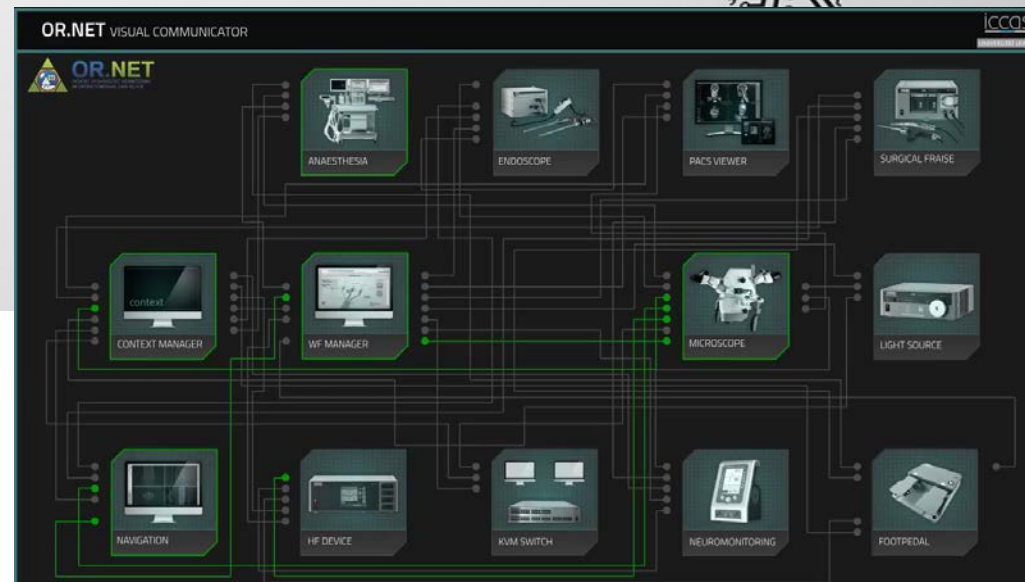 OR.NET VISUAL COMMUNICATOR
iccas
OR.NET
ANAESTHESIA
ENDOSCOPE
PACS VIEWER
SURGICAL FRAISE
context
CONTEXT MANAGER
WF MANAGER
MICROSCOPE
LIGHT SOURCE
NAVIGATION
HF DEVICE
KVM SWITCH
NEUROMONITORING
FOOTPEDAL